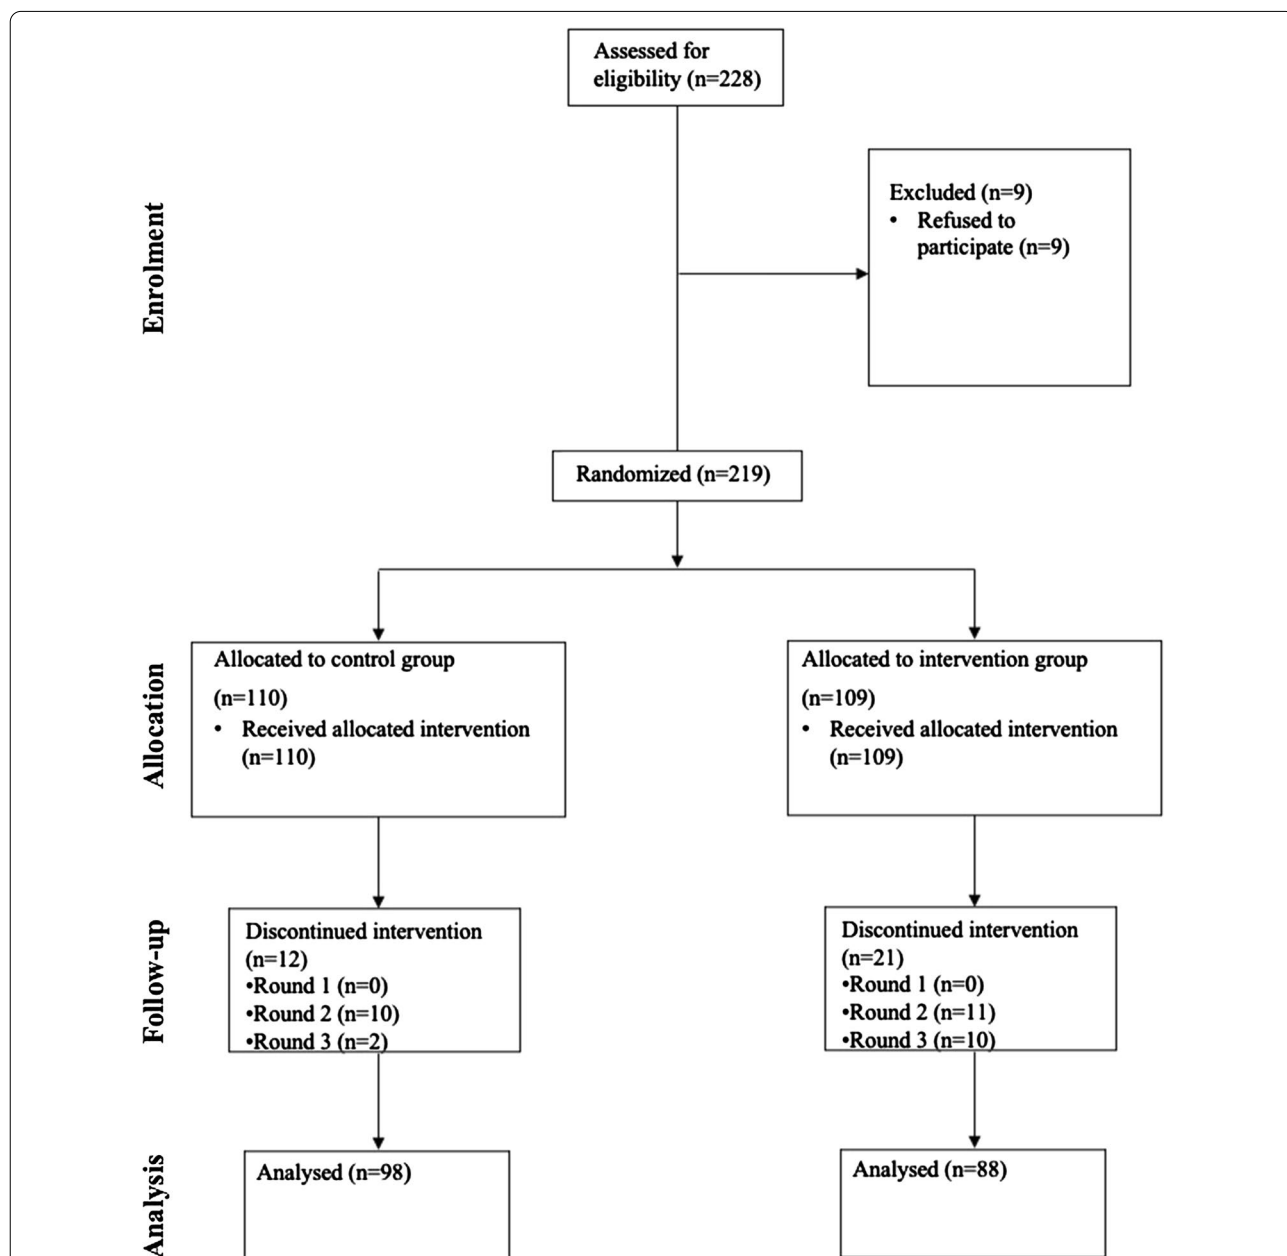 Assessed for
eligibility (n=228)
Enrolment
Excluded (n=9)
• Refused to
participate (n=9)
Randomized (n=219)
Allocation
Allocated to control group
(n=110)
• Received allocated intervention
(n=110)
Allocated to intervention group
(n=109)
• Received allocated intervention
(n=109)
Follow-up
Discontinued intervention
(n=12)
•Round 1 (n=0)
•Round 2 (n=10)
•Round 3 (n=2)
Discontinued intervention
(n=21)
•Round 1 (n=0)
•Round 2 (n=11)
•Round 3 (n=10)
Analysis
Analysed (n=98)
Analysed (n=88)